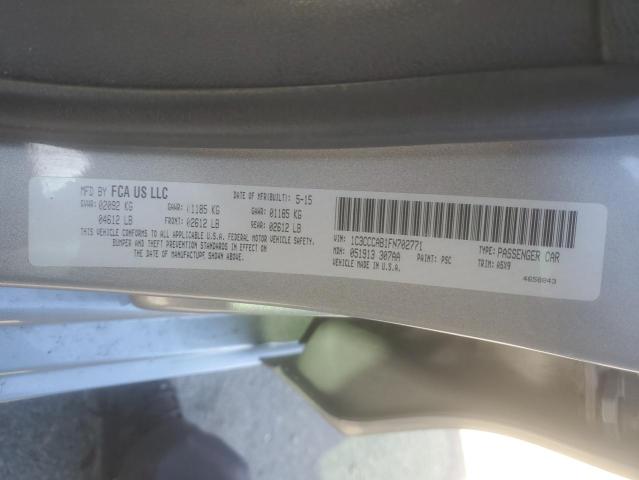 MFD BY FCA US LLC
DATE OF MFR(BUILT): 5-15
GVWR: 02092 KG GAWR: 01185 KG GAWR: 01185 KG
04612 LB FRONT: 02612 LB REAR: 02612 LB
THIS VEHICLE CONFORMS TO ALL APPLICABLE U.S.A. FEDERAL MOTOR VEHICLE SAFETY,
BUMPER AND THEFT PREVENTION STANDARDS IN EFFECT ON
THE DATE OF MANUFACTURE SHOWN ABOVE.
VIN: 1C3CCCAB1FN702771 TYPE: PASSENGER CAR
MDH: 051913 307AA PAINT: PSC TRIM: A5X9
VEHICLE MADE IN U.S.A. 4656843